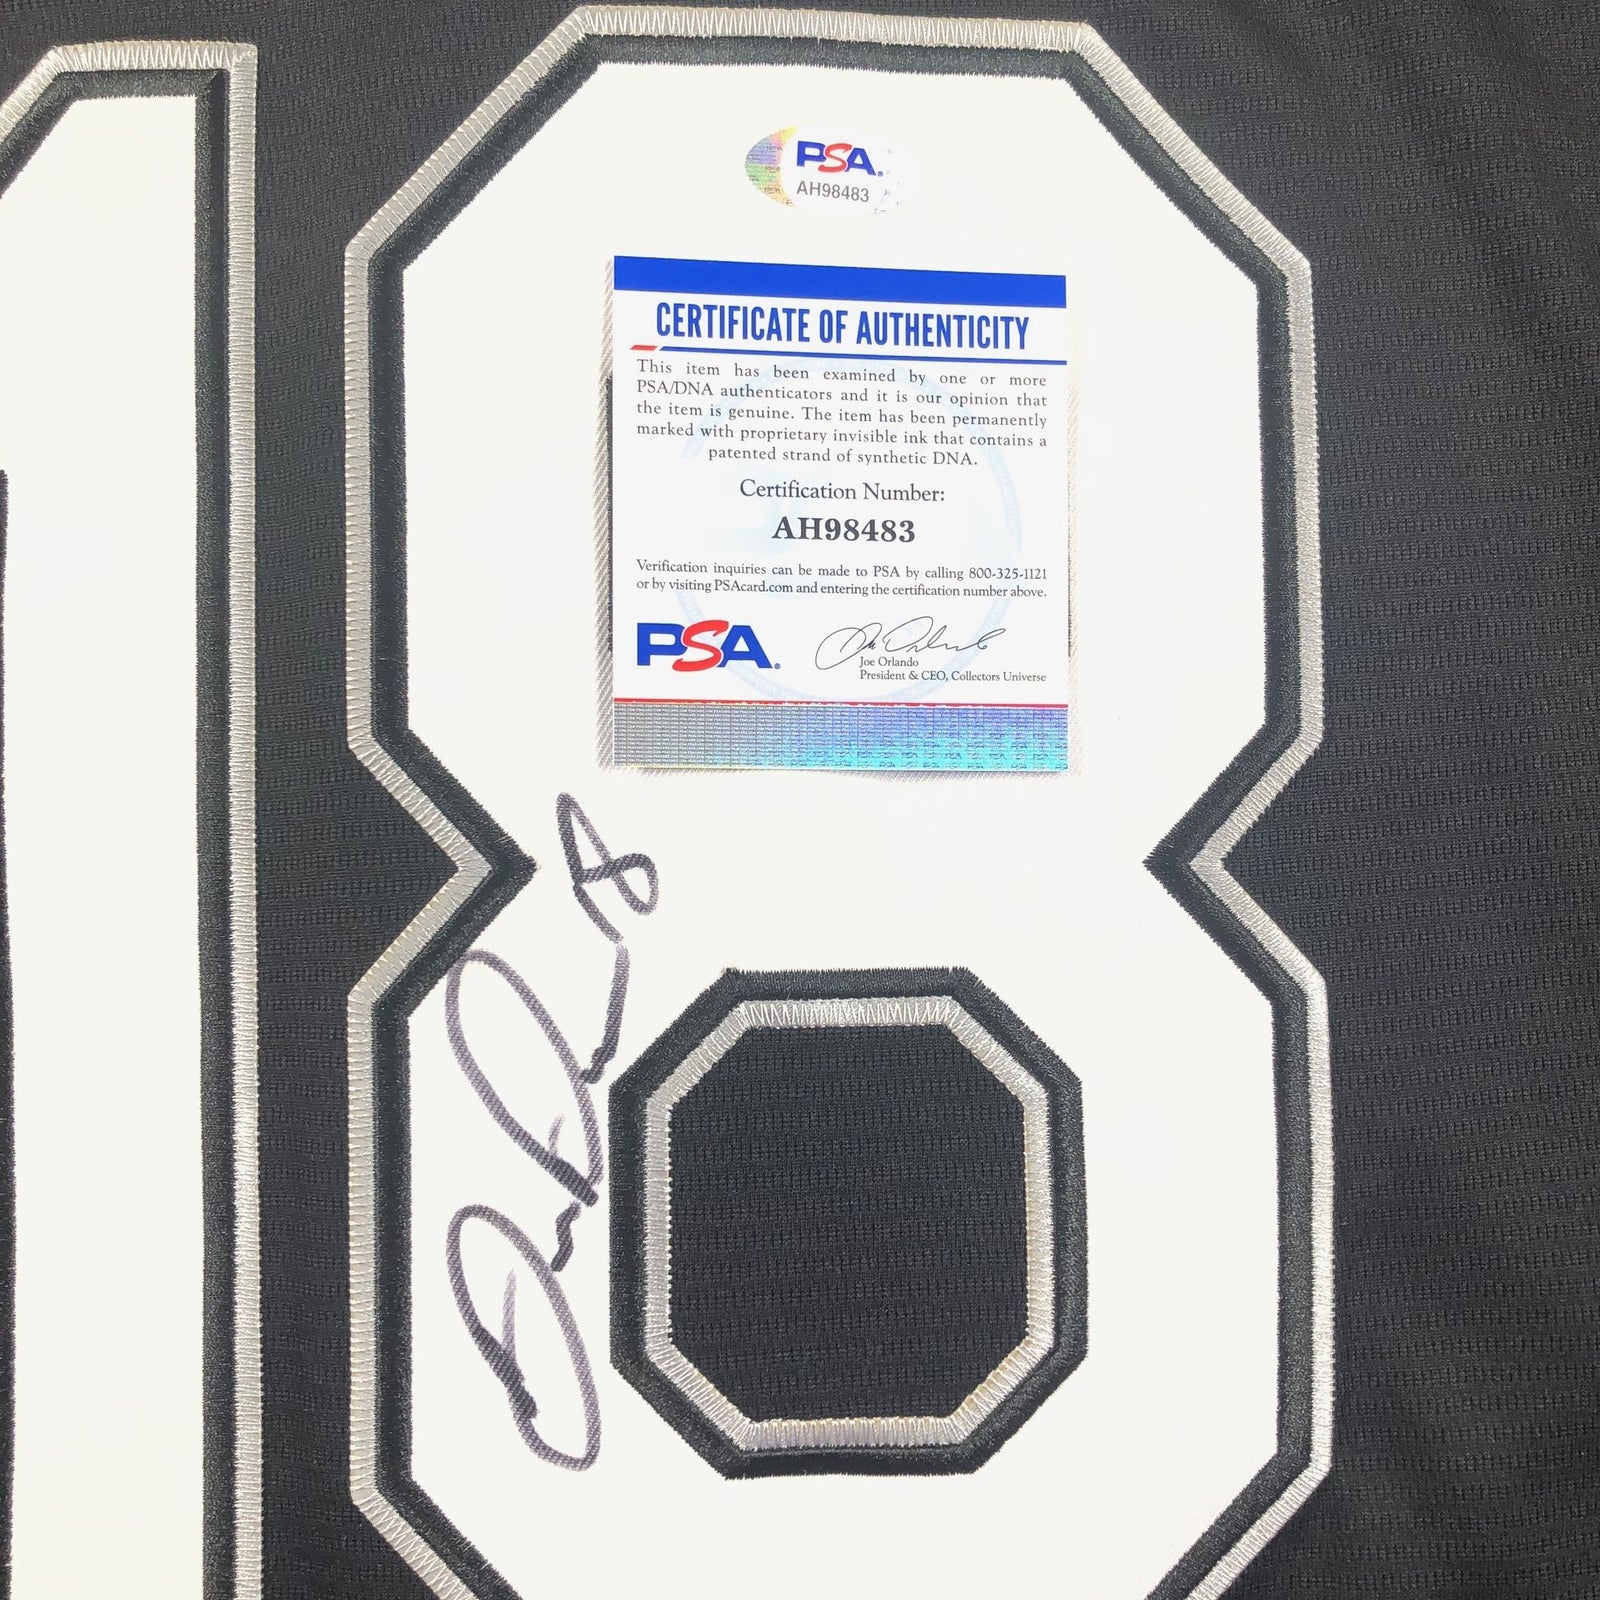 18
PSA
AH98483
CERTIFICATE OF AUTHENTICITY
This item has been examined by one or more
PSA/DNA authenticators and it is our opinion that
the item is genuine. The item has been permanently
marked with proprietary invisible ink that contains a
patented strand of synthetic DNA.
Certification Number:
AH98483
Verification inquiries can be made to PSA by calling 800-325-1121
or by visiting PSAcard.com and entering the certification number above.
PSA
Joe Orlando
President & CEO, Collectors Universe